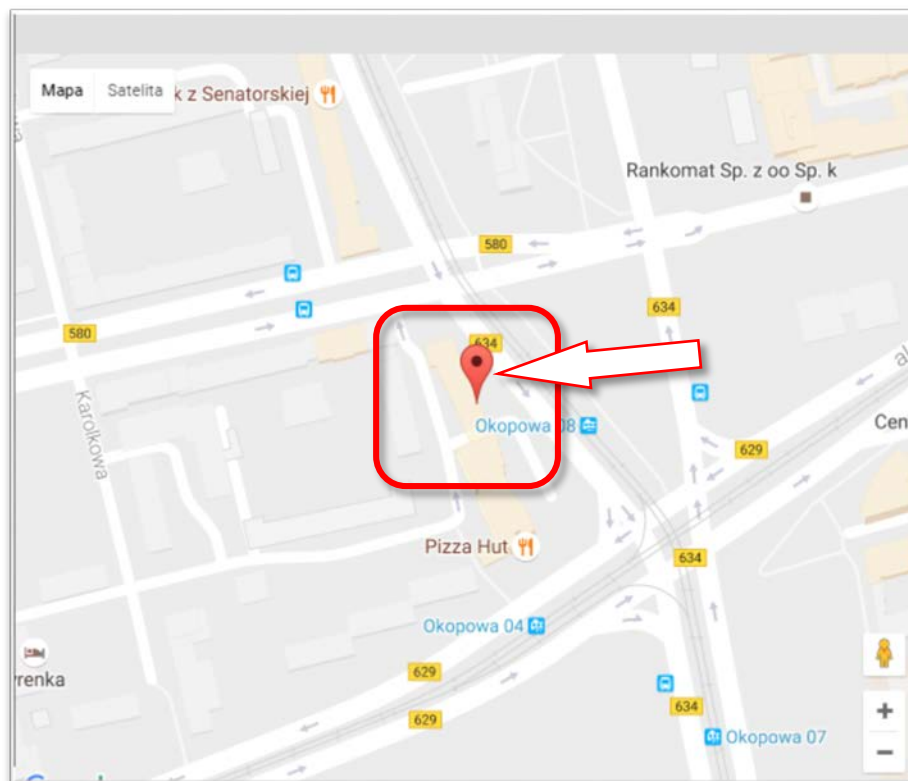 Mapa Satelita
k z Senatorskiej
Rankomat Sp. z oo Sp. k
580
634
580
634
Karolkowa
Okopowa 08
Cen
629
Pizza Hut
634
Okopowa 04
renka
629
634
629
Okopowa 07